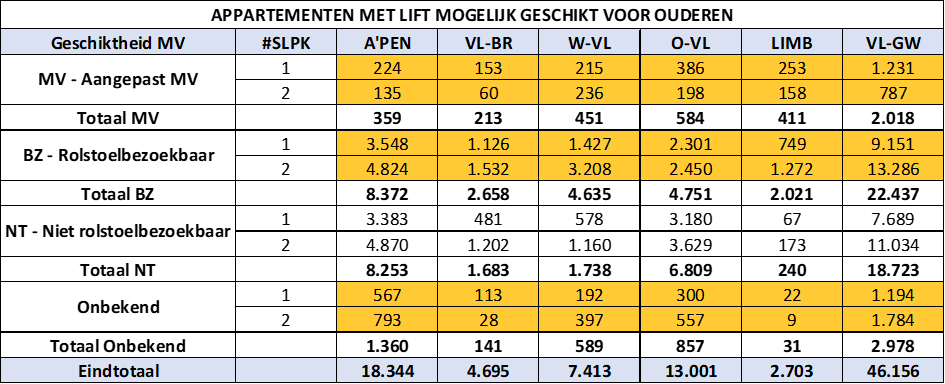 APPARTEMENTEN MET LIFT MOGELIJK GESCHIKT VOOR OUDEREN
Geschiktheid MV #SLPK A'PEN VL-BR W-VL O-VL LIMB VL-GW
MV - Aangepast MV 1 224 153 215 386 253 1.231
2 135 60 236 198 158 787
Totaal MV 359 213 451 584 411 2.018
BZ - Rolstoelbezoekbaar 1 3.548 1.126 1.427 2.301 749 9.151
2 4.824 1.532 3.208 2.450 1.272 13.286
Totaal BZ 8.372 2.658 4.635 4.751 2.021 22.437
NT - Niet rolstoelbezoekbaar 1 3.383 481 578 3.180 67 7.689
2 4.870 1.202 1.160 3.629 173 11.034
Totaal NT 8.253 1.683 1.738 6.809 240 18.723
Onbekend 1 567 113 192 300 22 1.194
2 793 28 397 557 9 1.784
Totaal Onbekend 1.360 141 589 857 31 2.978
Eindtotaal 18.344 4.695 7.413 13.001 2.703 46.156